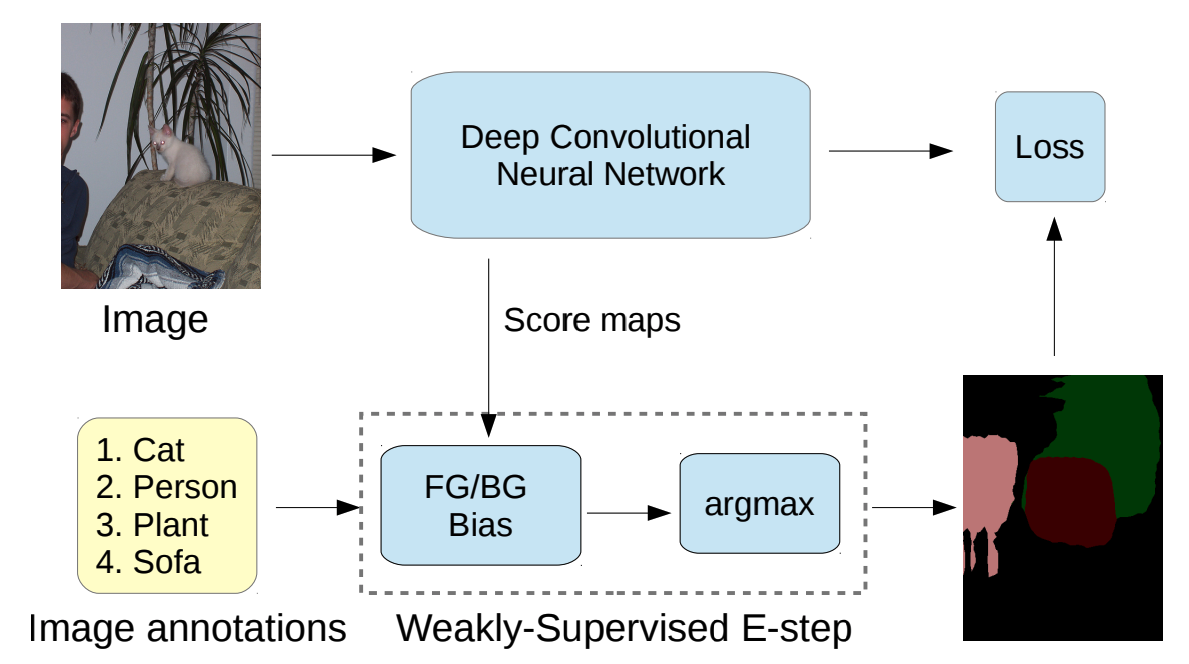 Deep Convolutional
Neural Network
Loss
Image
Score maps
1. Cat
2. Person
3. Plant
4. Sofa
FG/BG
Bias
argmax
Image annotations
Weakly-Supervised E-step